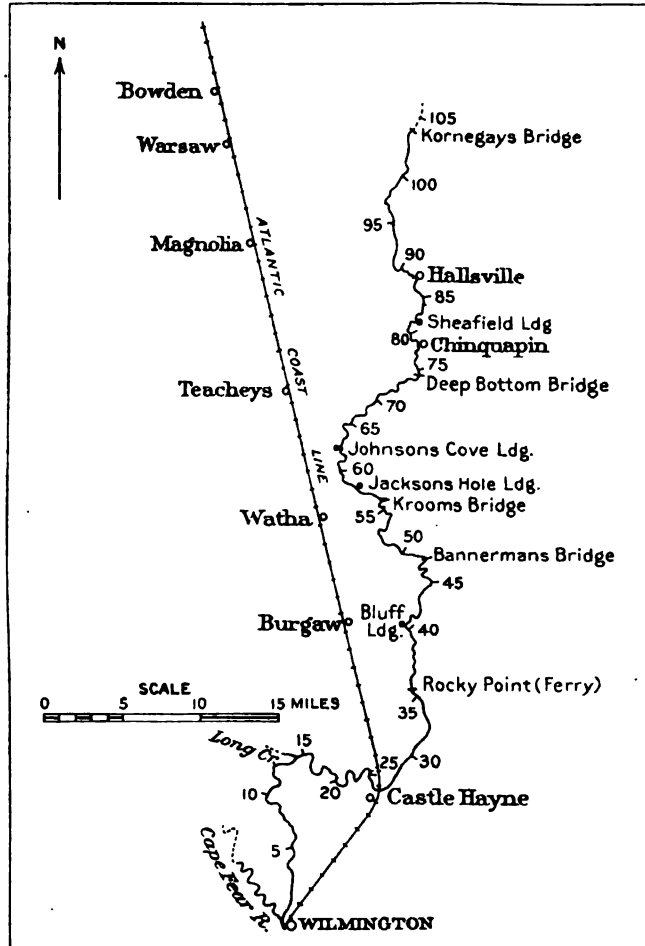 N
Bowden
Warsaw
Magnolia
ATLANTIC
COAST
LINE
Teacheys
Watha
Burgaw
105
Kornegays Bridge
100
95
90
Hallsville
85
Sheafield Ldg
80
Chinquapin
75
Deep Bottom Bridge
70
65
Johnsons Cove Ldg.
60
Jacksons Hole Ldg.
Krooms Bridge
55
50
Bannermans Bridge
45
Bluff
Ldg.
40
Rocky Point (Ferry)
35
30
SCALE
0 5 10 15 MILES
Long Cr.
15
25
20
Castle Hayne
10
5
Cape Fear R.
WILMINGTON